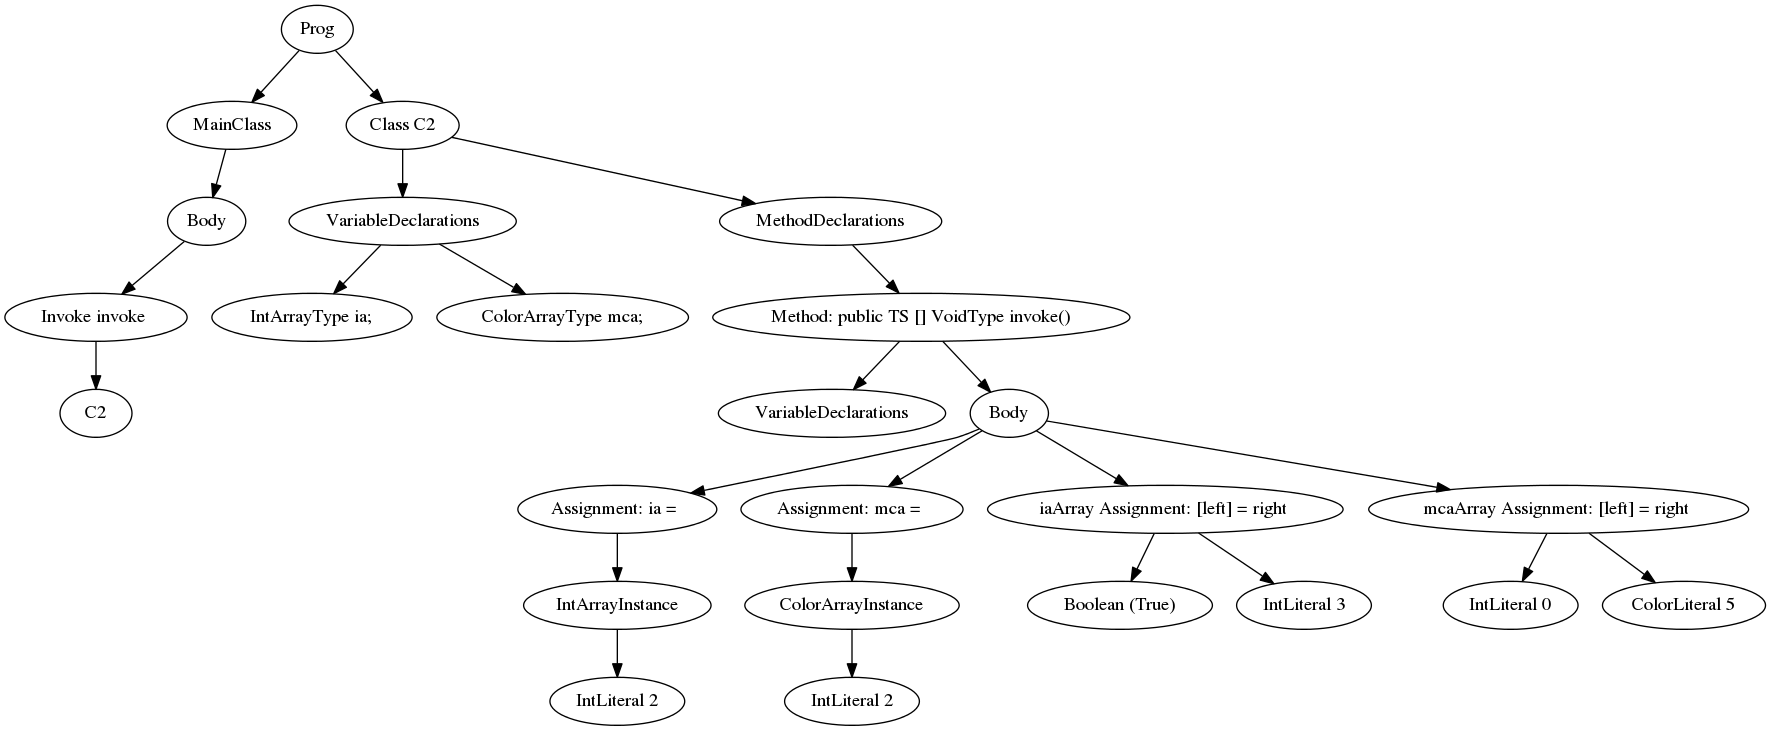 Prog
MainClass
Class C2
Body
VariableDeclarations
MethodDeclarations
Invoke invoke
IntArrayType ia;
ColorArrayType mca;
Method: public TS [] VoidType invoke()
C2
VariableDeclarations
Body
Assignment: ia =
Assignment: mca =
iaArray Assignment: [left] = right
mcaArray Assignment: [left] = right
IntArrayInstance
ColorArrayInstance
Boolean (True)
IntLiteral 3
IntLiteral 0
ColorLiteral 5
IntLiteral 2
IntLiteral 2